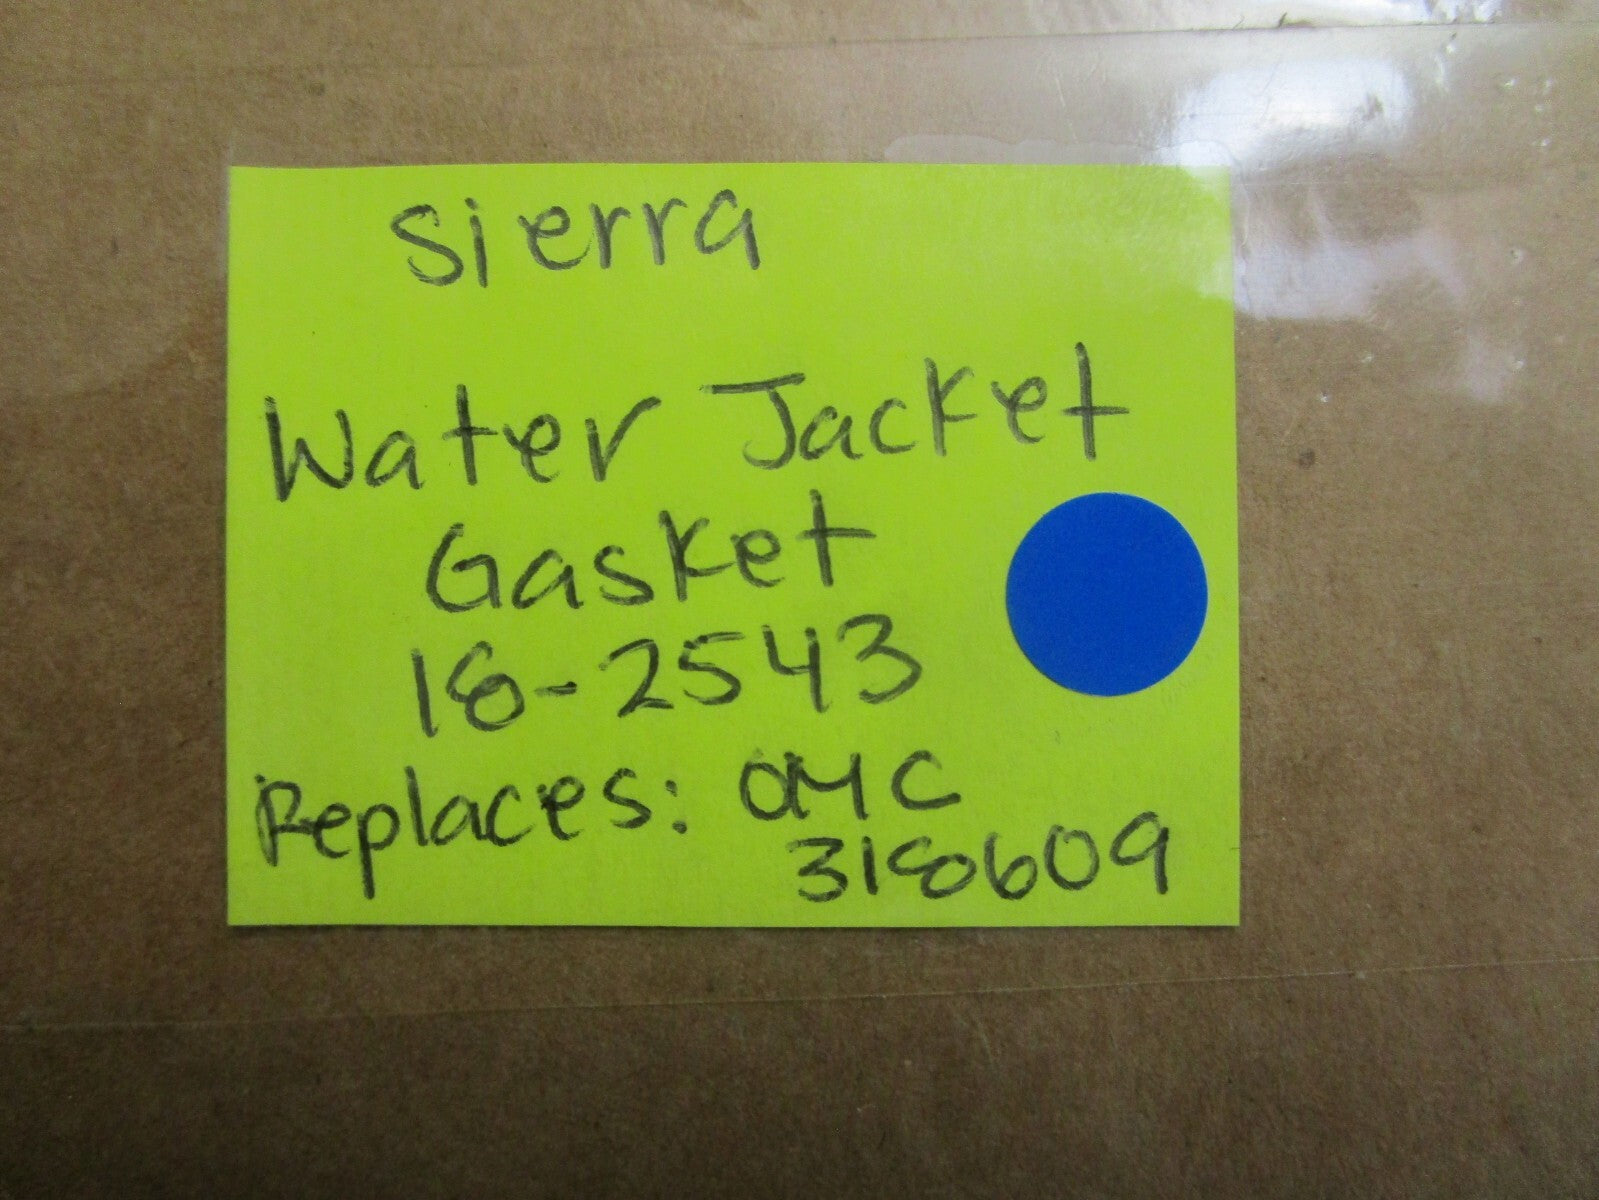 Sierra
Water Jacket
Gasket
18-2543
Replaces: OMC
318609